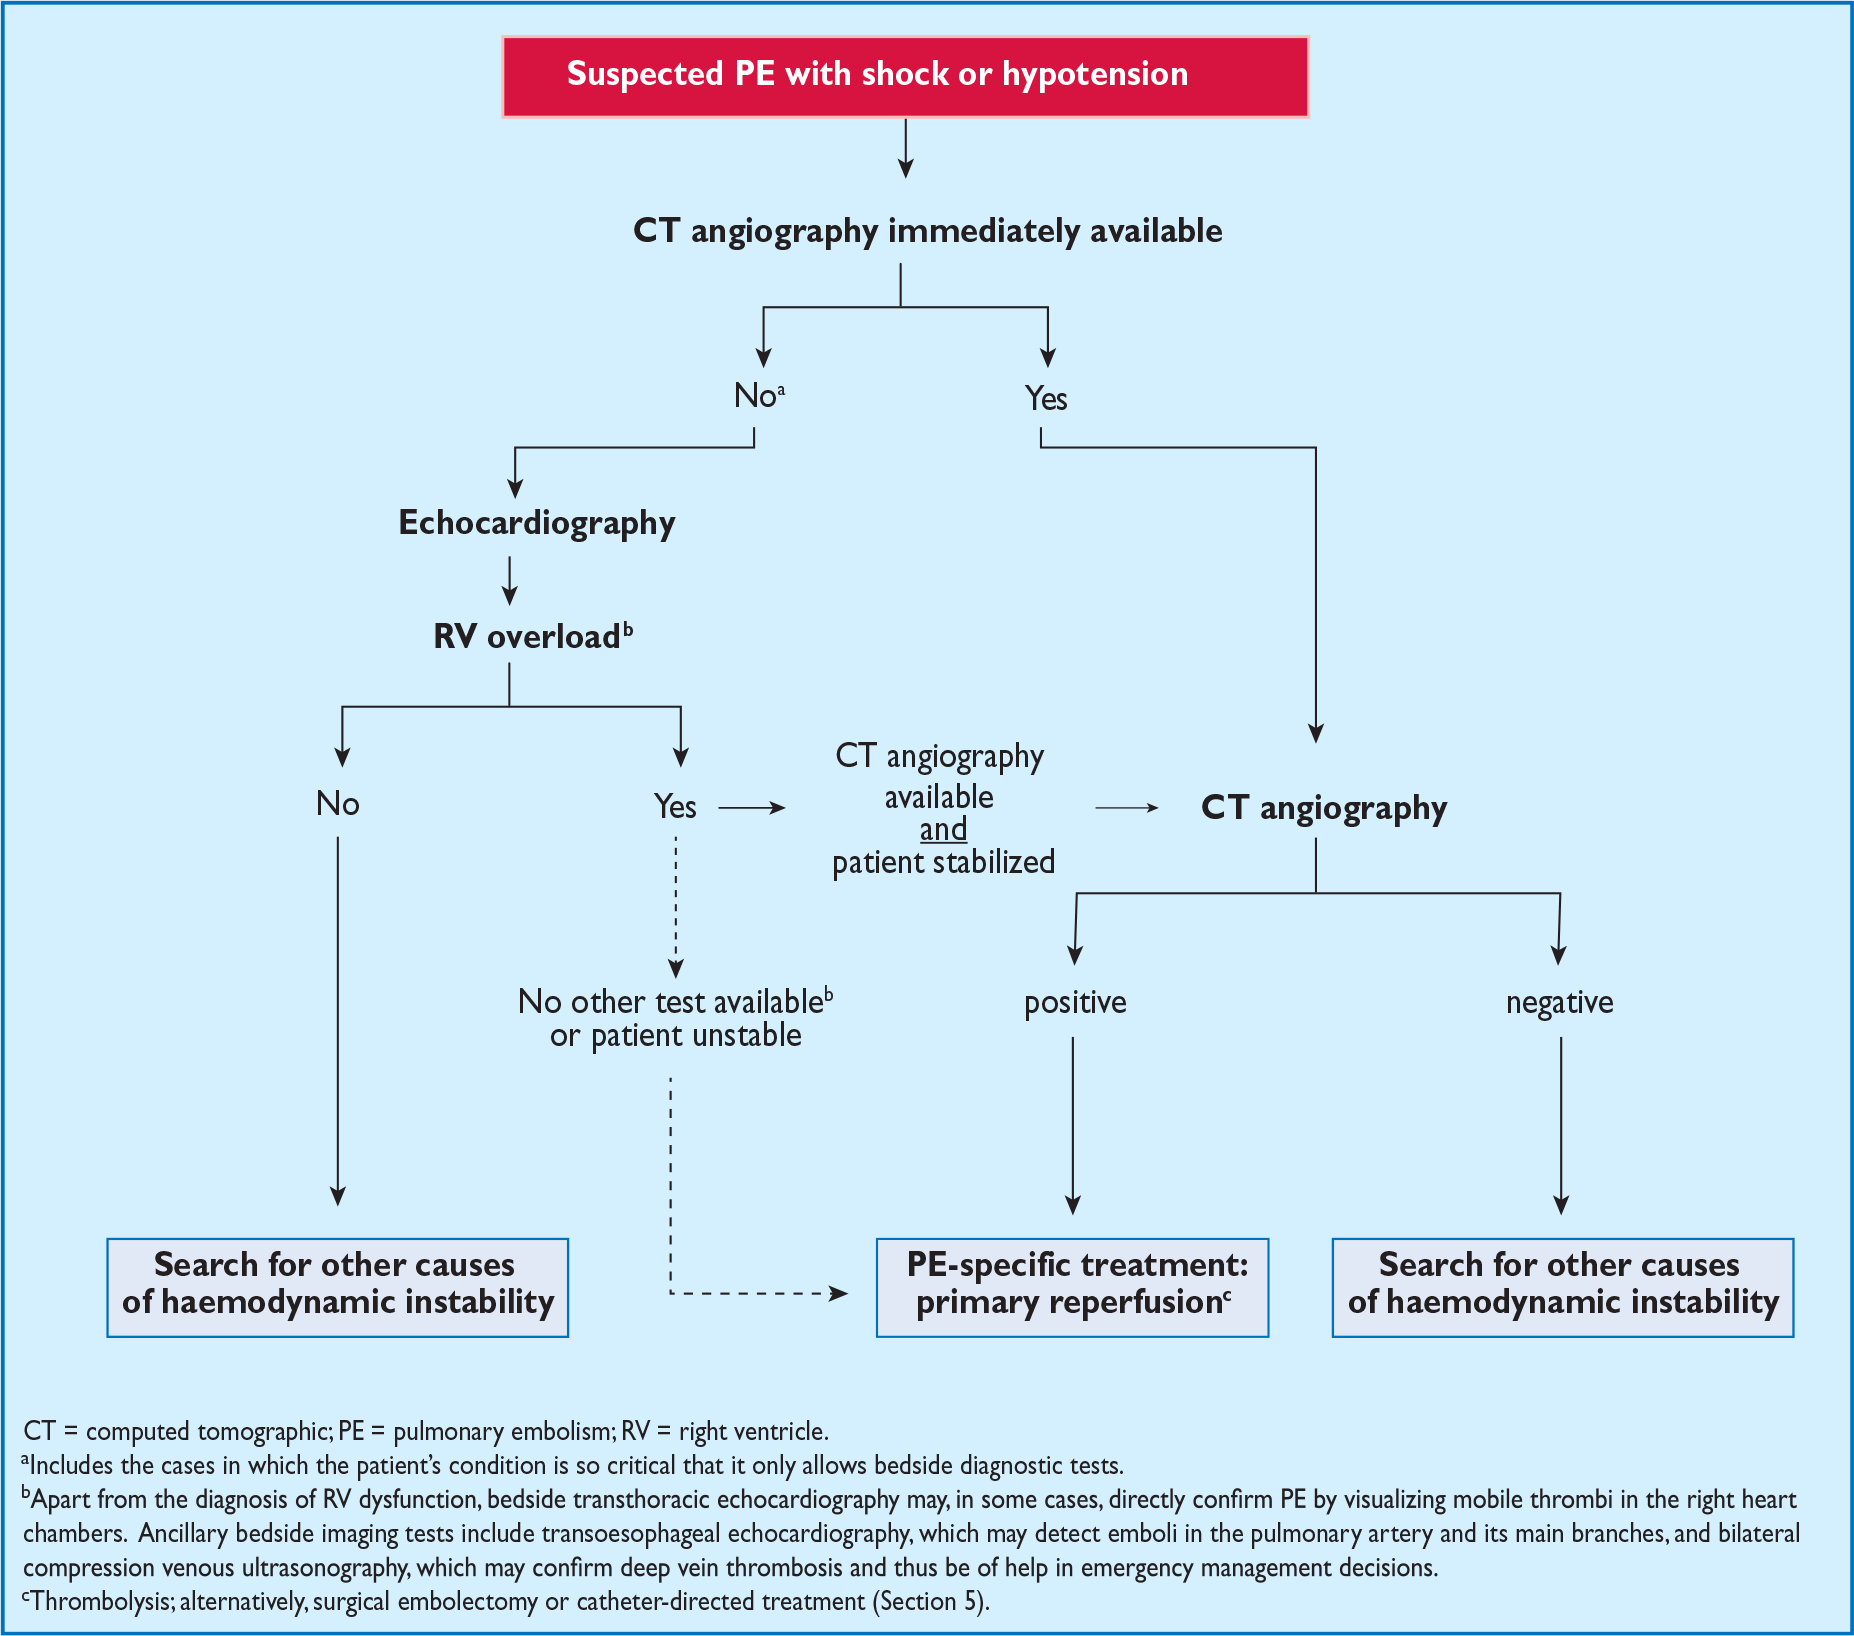 Suspected PE with shock or hypotension
CT angiography immediately available
Noᵃ
Yes
Echocardiography
RV overloadᵇ
No
Yes
CT angiography
available
and
patient stabilized
CT angiography
No other test availableᵇ
or patient unstable
positive
negative
Search for other causes
of haemodynamic instability
PE-specific treatment:
primary reperfusionᶜ
Search for other causes
of haemodynamic instability
CT = computed tomographic; PE = pulmonary embolism; RV = right ventricle.
ᵃIncludes the cases in which the patient’s condition is so critical that it only allows bedside diagnostic tests.
ᵇApart from the diagnosis of RV dysfunction, bedside transthoracic echocardiography may, in some cases, directly confirm PE by visualizing mobile thrombi in the right heart
chambers. Ancillary bedside imaging tests include transoesophageal echocardiography, which may detect emboli in the pulmonary artery and its main branches, and bilateral
compression venous ultrasonography, which may confirm deep vein thrombosis and thus be of help in emergency management decisions.
ᶜThrombolysis; alternatively, surgical embolectomy or catheter-directed treatment (Section 5).